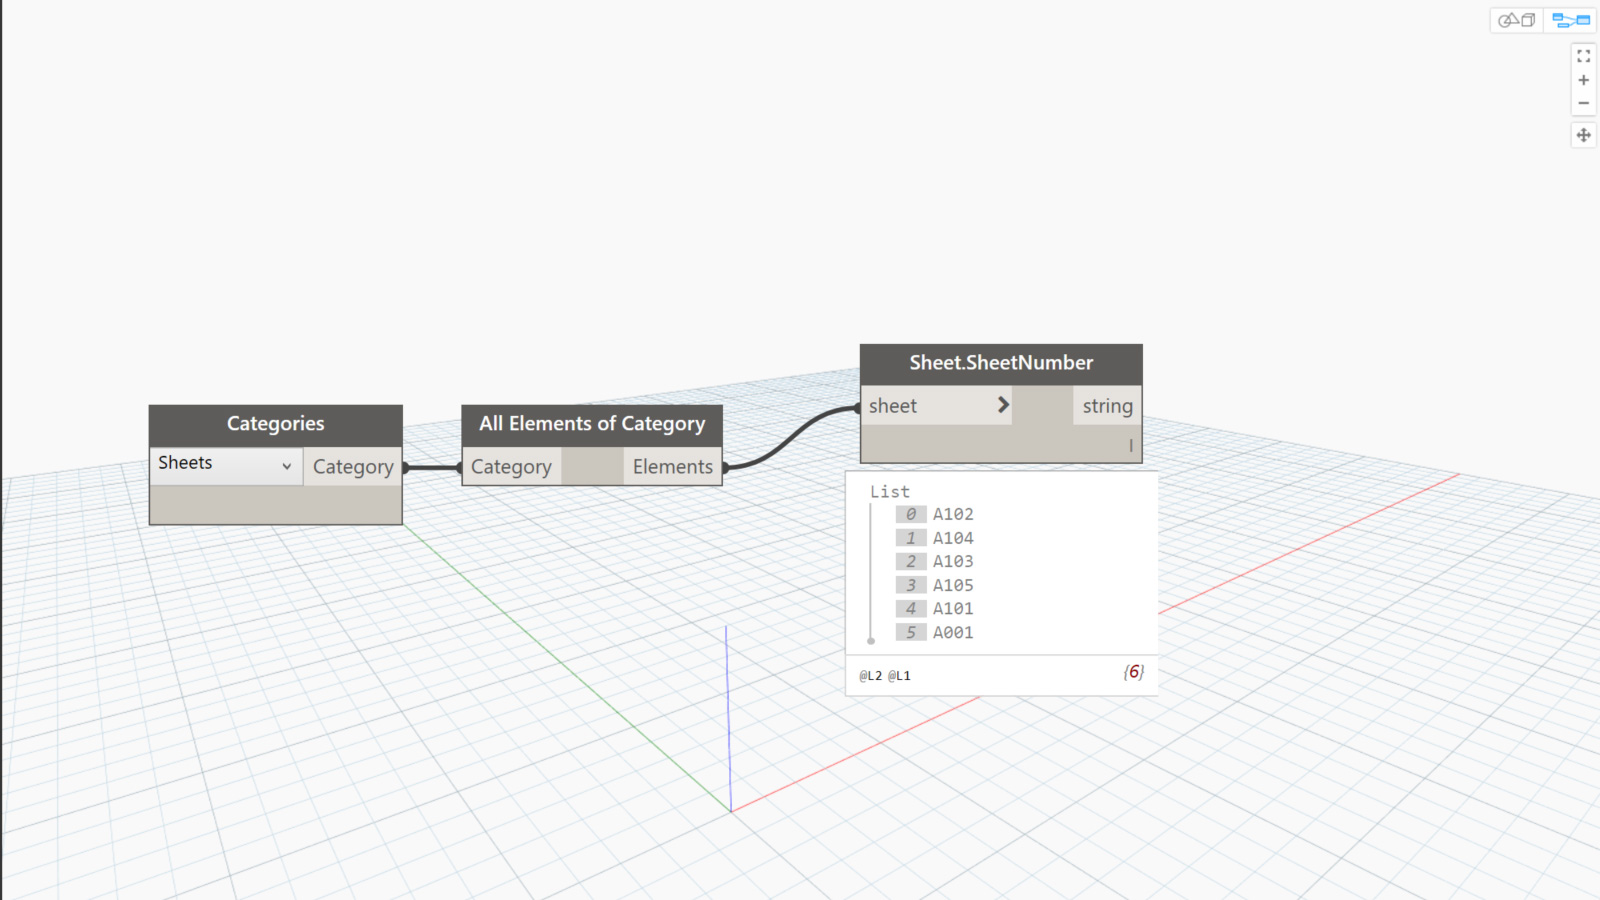 Categories
Sheets
Category
All Elements of Category
Category
Elements
Sheet.SheetNumber
sheet
string
List
0 A102
1 A104
2 A103
3 A105
4 A101
5 A001
@L2 @L1
{6}